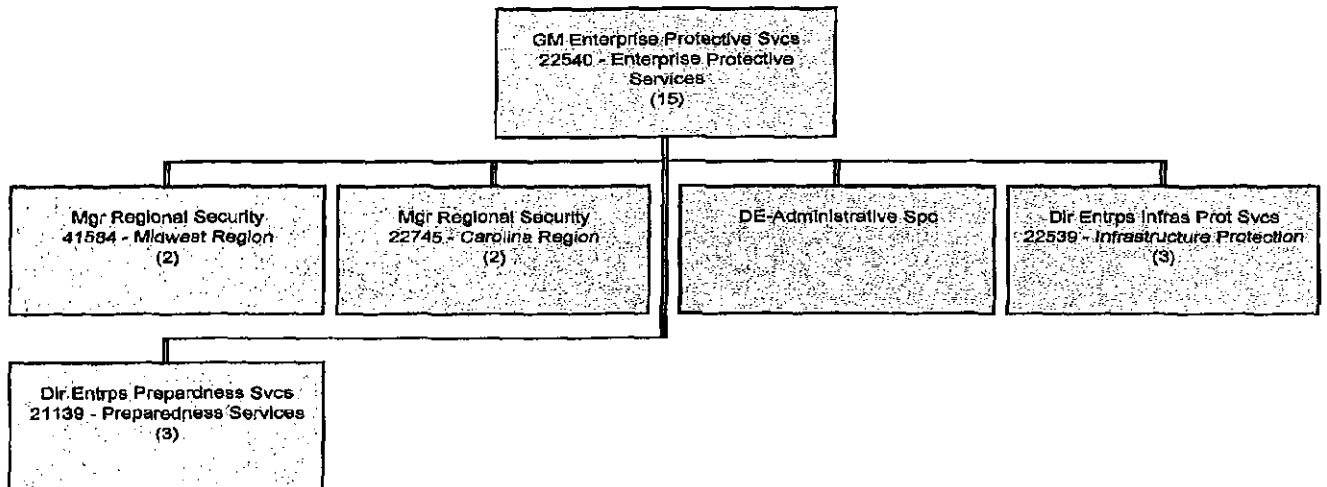 GM Enterprise Protective Svcs
22540 - Enterprise Protective
Services
(15)
Mgr Regional Security
41584 - Midwest Region
(2)
Mgr Regional Security
22745 - Carolina Region
(2)
DE-Administrative Spc
Dir Entrps Infras Prot Svcs
22539 - Infrastructure Protection
(3)
Dir Entrps Prepardness Svcs
21139 - Preparedness Services
(3)